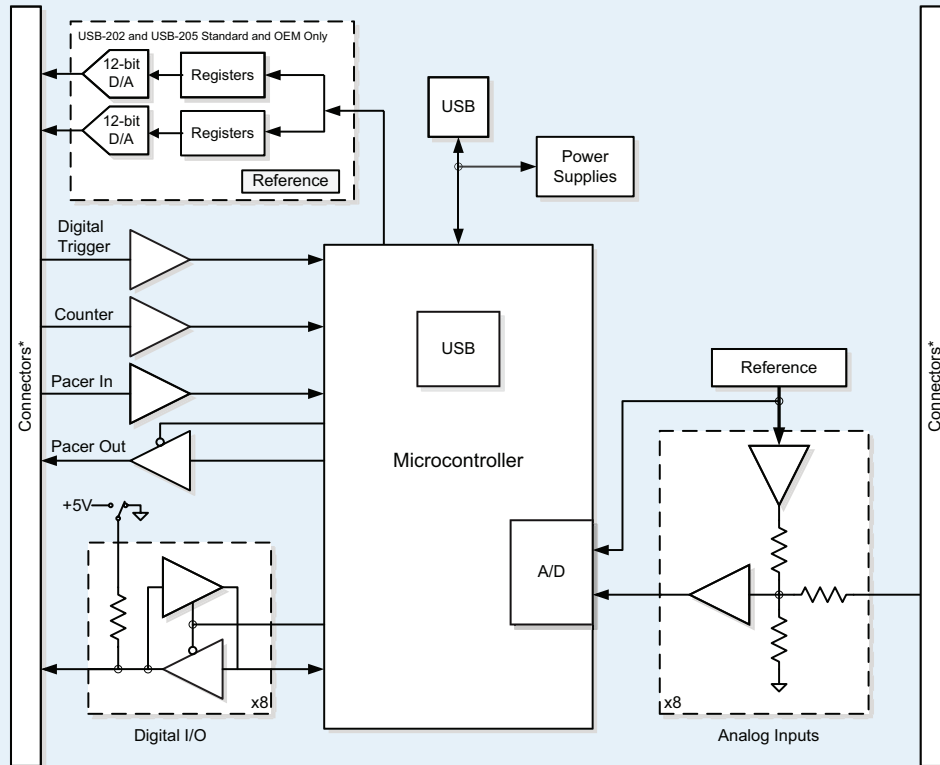 USB-202 and USB-205 Standard and OEM Only
12-bit
D/A
Registers
12-bit
D/A
Registers
Reference
USB
Power
Supplies
Digital
Trigger
Counter
Pacer In
Pacer Out
+5V
x8
Digital I/O
USB
Microcontroller
A/D
Reference
x8
Analog Inputs
Connectors*
Connectors*